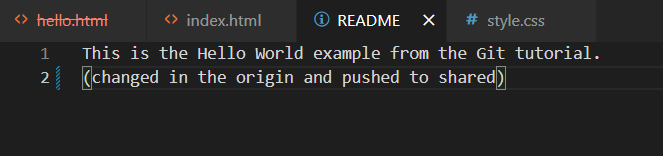 hello.html index.html README style.css
1 This is the Hello World example from the Git tutorial.
2 (changed in the origin and pushed to shared)